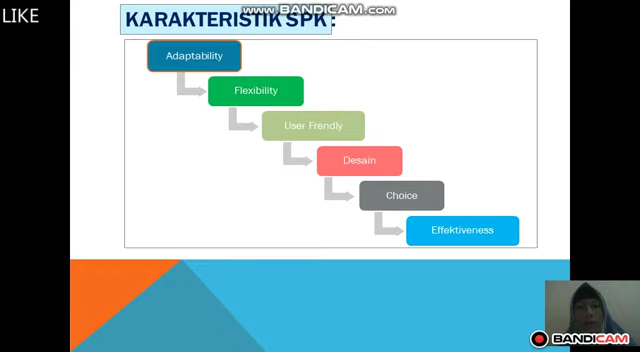 LIKE
www.BANDICAM.com
KARAKTERISTIK SPK :
Adaptability
Flexibility
User Frendly
Desain
Choice
Effektiveness
BANDICAM